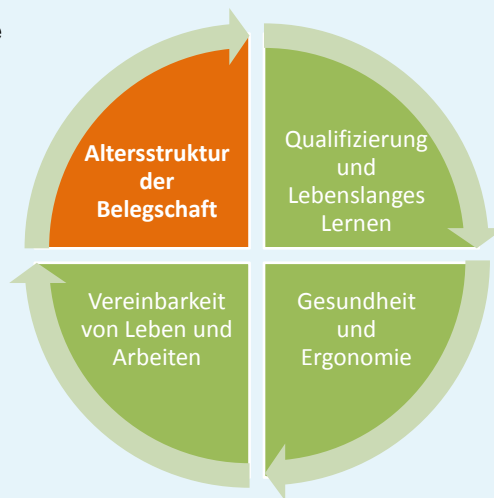 e
Altersstruktur
der
Belegschaft
Qualifizierung
und
Lebenslanges
Lernen
Vereinbarkeit
von Leben und
Arbeiten
Gesundheit
und
Ergonomie